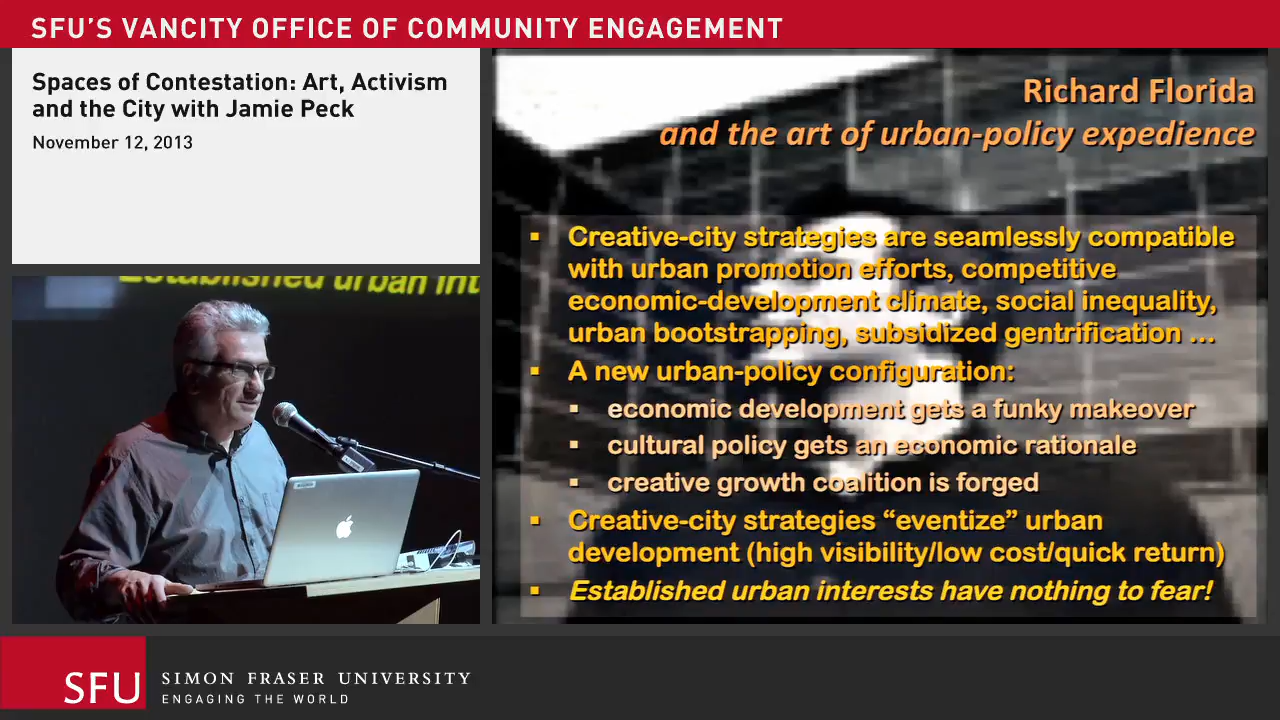 SFU'S VANCITY OFFICE OF COMMUNITY ENGAGEMENT
Spaces of Contestation: Art, Activism
and the City with Jamie Peck
November 12, 2013
Established urban int
Richard Florida
and the art of urban-policy expedience
▪ Creative-city strategies are seamlessly compatible
with urban promotion efforts, competitive
economic-development climate, social inequality,
urban bootstrapping, subsidized gentrification …
▪ A new urban-policy configuration:
▪ economic development gets a funky makeover
▪ cultural policy gets an economic rationale
▪ creative growth coalition is forged
▪ Creative-city strategies “eventize” urban
development (high visibility/low cost/quick return)
▪ Established urban interests have nothing to fear!
SFU
SIMON FRASER UNIVERSITY
ENGAGING THE WORLD